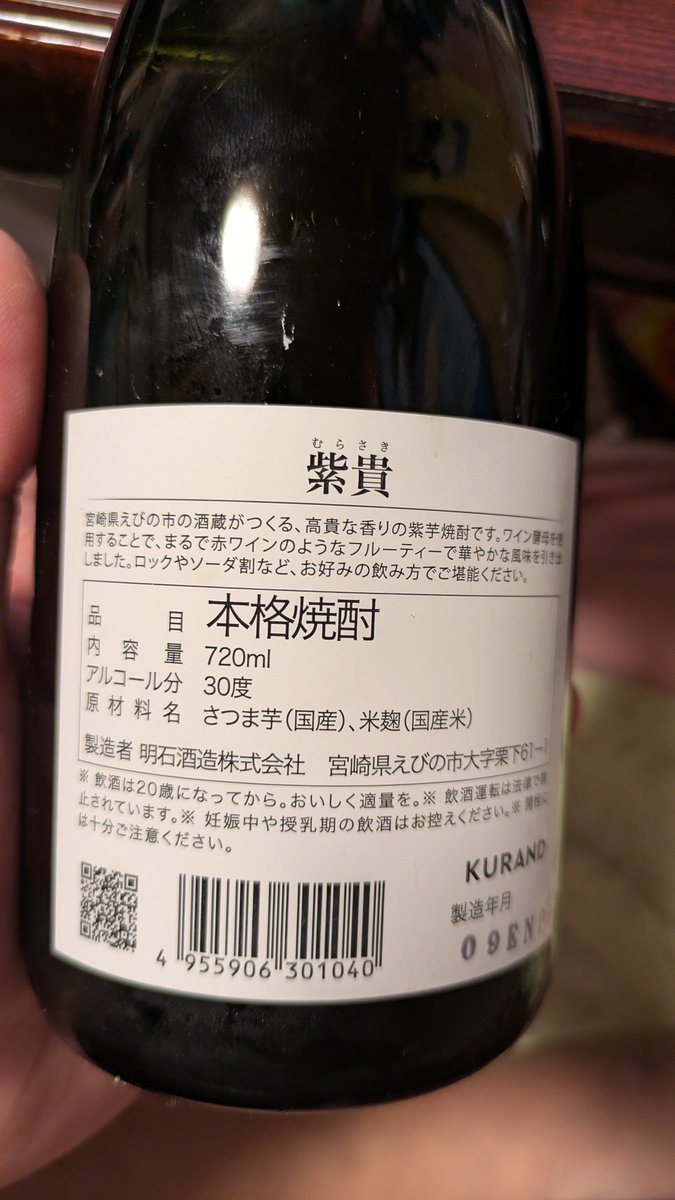 むらさき
紫貴
宮崎県えびの市の酒蔵がつくる、高貴な香りの紫芋焼酎です。ワイン酵母を使
用することで、まるで赤ワインのようなフルーティーで華やかな風味を引き出
しました。ロックやソーダ割など、お好みの飲み方でご堪能ください。
品目 本格焼酎
内容量 720ml
アルコール分 30度
原材料名 さつま芋(国産)、米麹(国産米)
製造者 明石酒造株式会社 宮崎県えびの市大字栗下61-1
※ 飲酒は20歳になってから。おいしく適量を。※ 飲酒運転は法律で禁
止されています。※ 妊娠中や授乳期の飲酒はお控えください。※ 開栓に
は十分ご注意ください。
KURAND
製造年月
09EN
4 955906 301040